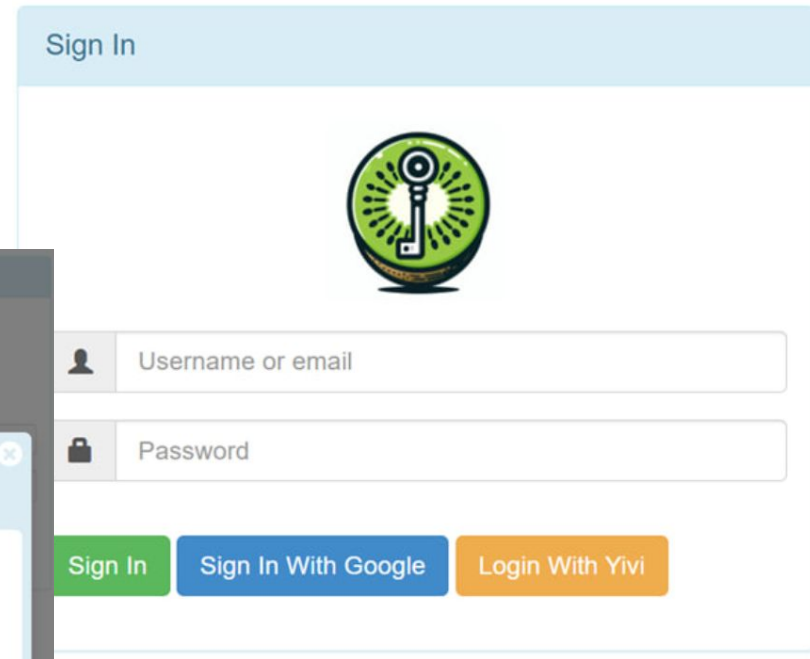 Sign In
Username or email
Password
Sign In
Sign In With Google
Login With Yivi